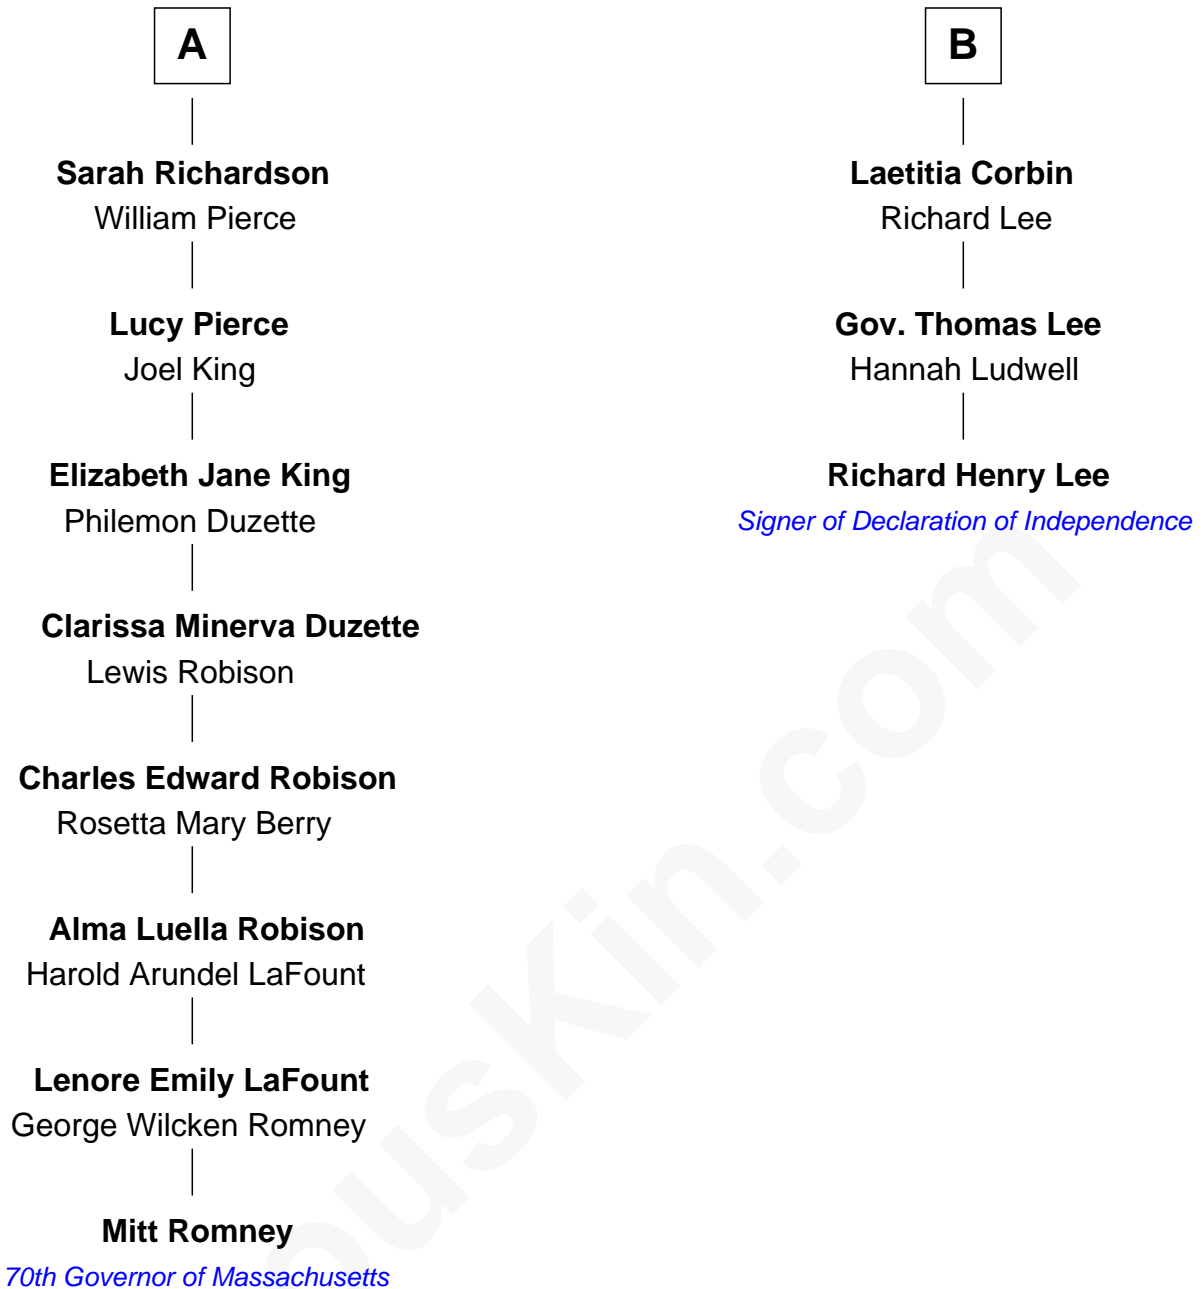 A
Sarah Richardson
William Pierce
Lucy Pierce
Joel King
Elizabeth Jane King
Philemon Duzette
Clarissa Minerva Duzette
Lewis Robison
Charles Edward Robison
Rosetta Mary Berry
Alma Luella Robison
Harold Arundel LaFount
Lenore Emily LaFount
George Wilcken Romney
Mitt Romney
70th Governor of Massachusetts
B
Laetitia Corbin
Richard Lee
Gov. Thomas Lee
Hannah Ludwell
Richard Henry Lee
Signer of Declaration of Independence
ousKin.com